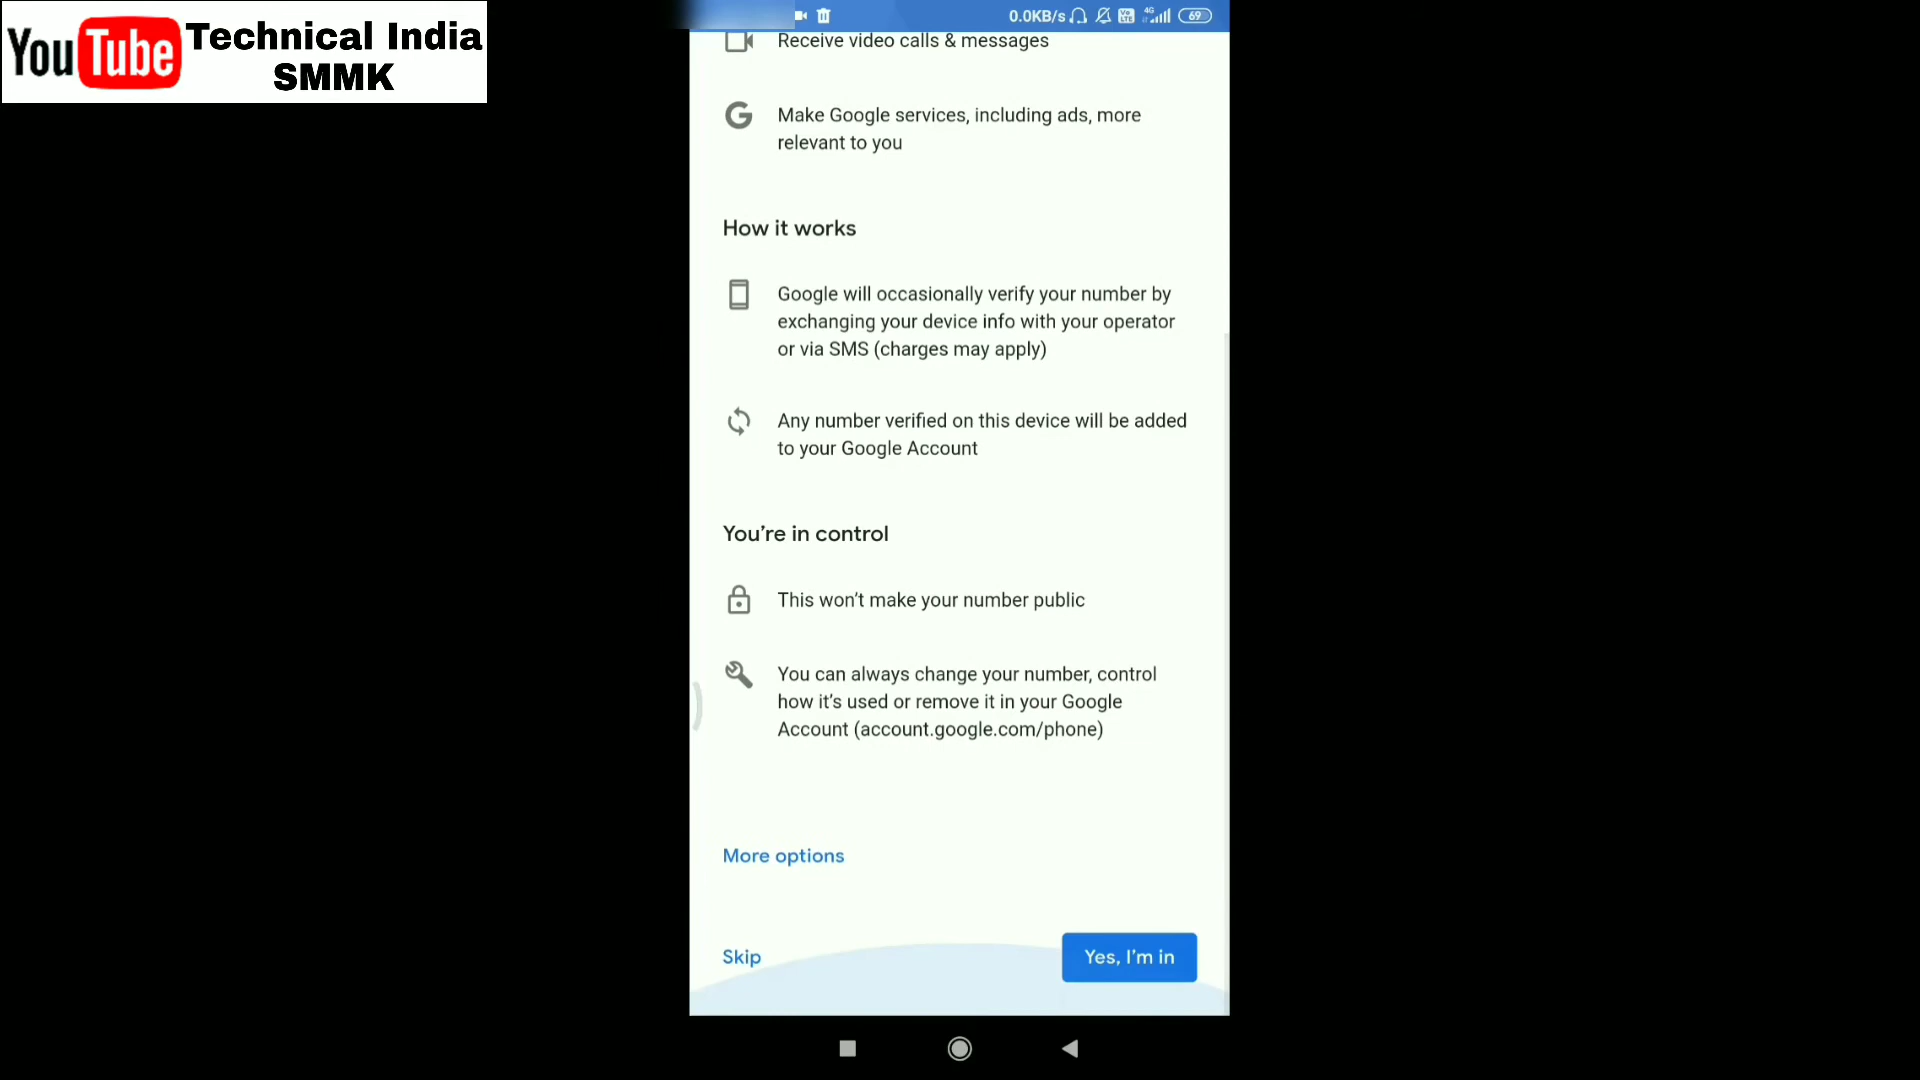 YouTube Technical India
SMMK
0.0KB/s 4G 69
Receive video calls & messages
Make Google services, including ads, more
relevant to you
How it works
Google will occasionally verify your number by
exchanging your device info with your operator
or via SMS (charges may apply)
Any number verified on this device will be added
to your Google Account
You're in control
This won't make your number public
You can always change your number, control
how it's used or remove it in your Google
Account (account.google.com/phone)
More options
Skip
Yes, I'm in